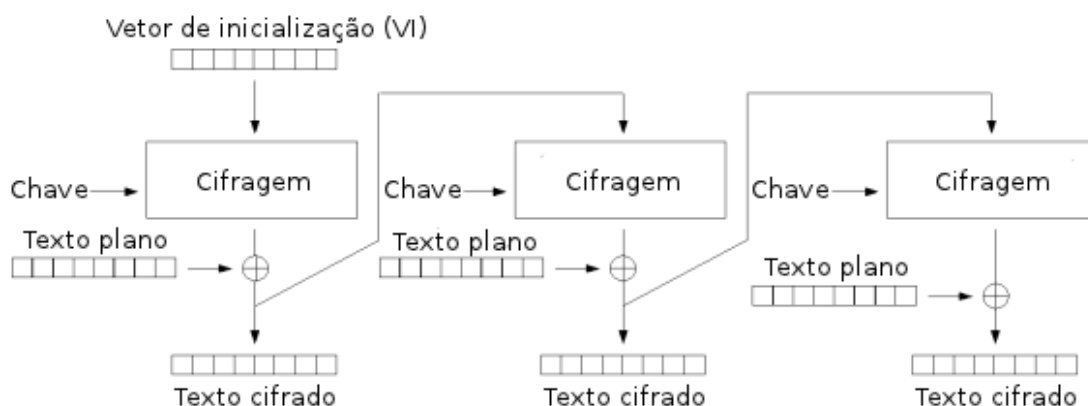 Vetor de inicialização (VI)
Chave
Cifragem
Chave
Cifragem
Chave
Cifragem
Texto plano
Texto plano
Texto plano
Texto cifrado
Texto cifrado
Texto cifrado